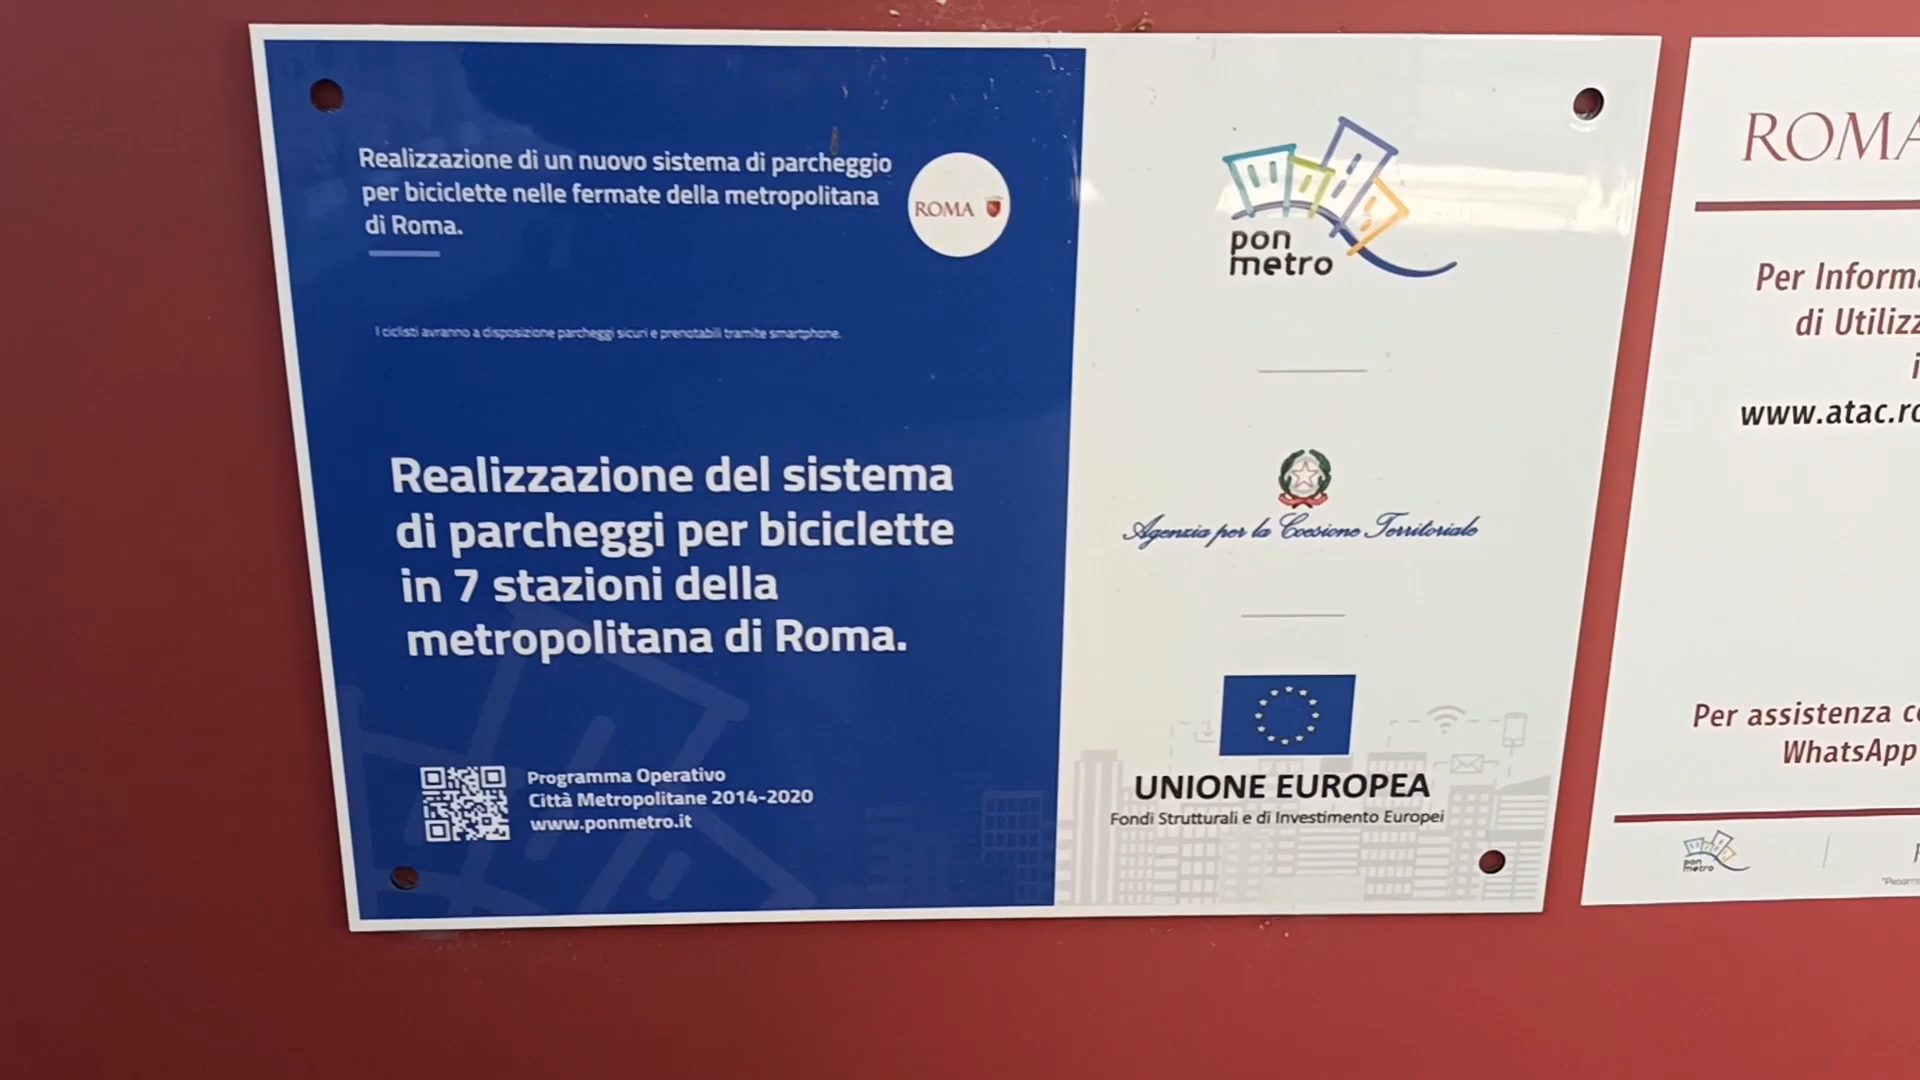 Realizzazione di un nuovo sistema di parcheggio
per biciclette nelle fermate della metropolitana
di Roma.
ROMA
I ciclisti avranno a disposizione parcheggi sicuri e prenotabili tramite smartphone.
Realizzazione del sistema
di parcheggi per biciclette
in 7 stazioni della
metropolitana di Roma.
Programma Operativo
Città Metropolitane 2014-2020
www.ponmetro.it
pon
metro
Agenzia per la Coesione Territoriale
UNIONE EUROPEA
Fondi Strutturali e di Investimento Europei
ROMA
Per Inform
di Utilizz
i
www.atac.ro
Per assistenza c
WhatsApp
pon
metro